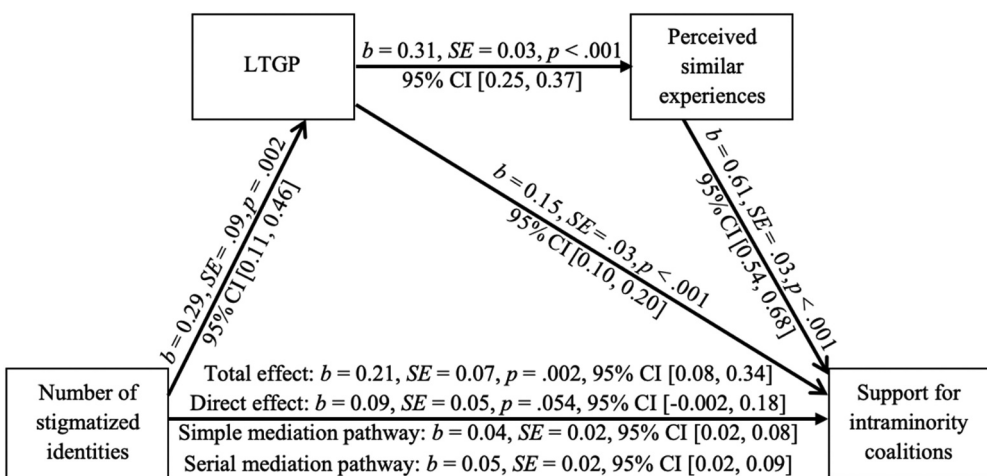 LTGP
b = 0.31, SE = 0.03, p < .001
95% CI [0.25, 0.37]
Perceived
similar
experiences
b = 0.29, SE = .09, p = .002
95% CI [0.11, 0.46]
b = 0.15, SE = .03, p < .001
95% CI [0.10, 0.20]
b = 0.61, SE = .03, p < .001
95% CI [0.54, 0.68]
Number of
stigmatized
identities
Total effect: b = 0.21, SE = 0.07, p = .002, 95% CI [0.08, 0.34]
Direct effect: b = 0.09, SE = 0.05, p = .054, 95% CI [-0.002, 0.18]
Simple mediation pathway: b = 0.04, SE = 0.02, 95% CI [0.02, 0.08]
Serial mediation pathway: b = 0.05, SE = 0.02, 95% CI [0.02, 0.09]
Support for
intraminority
coalitions